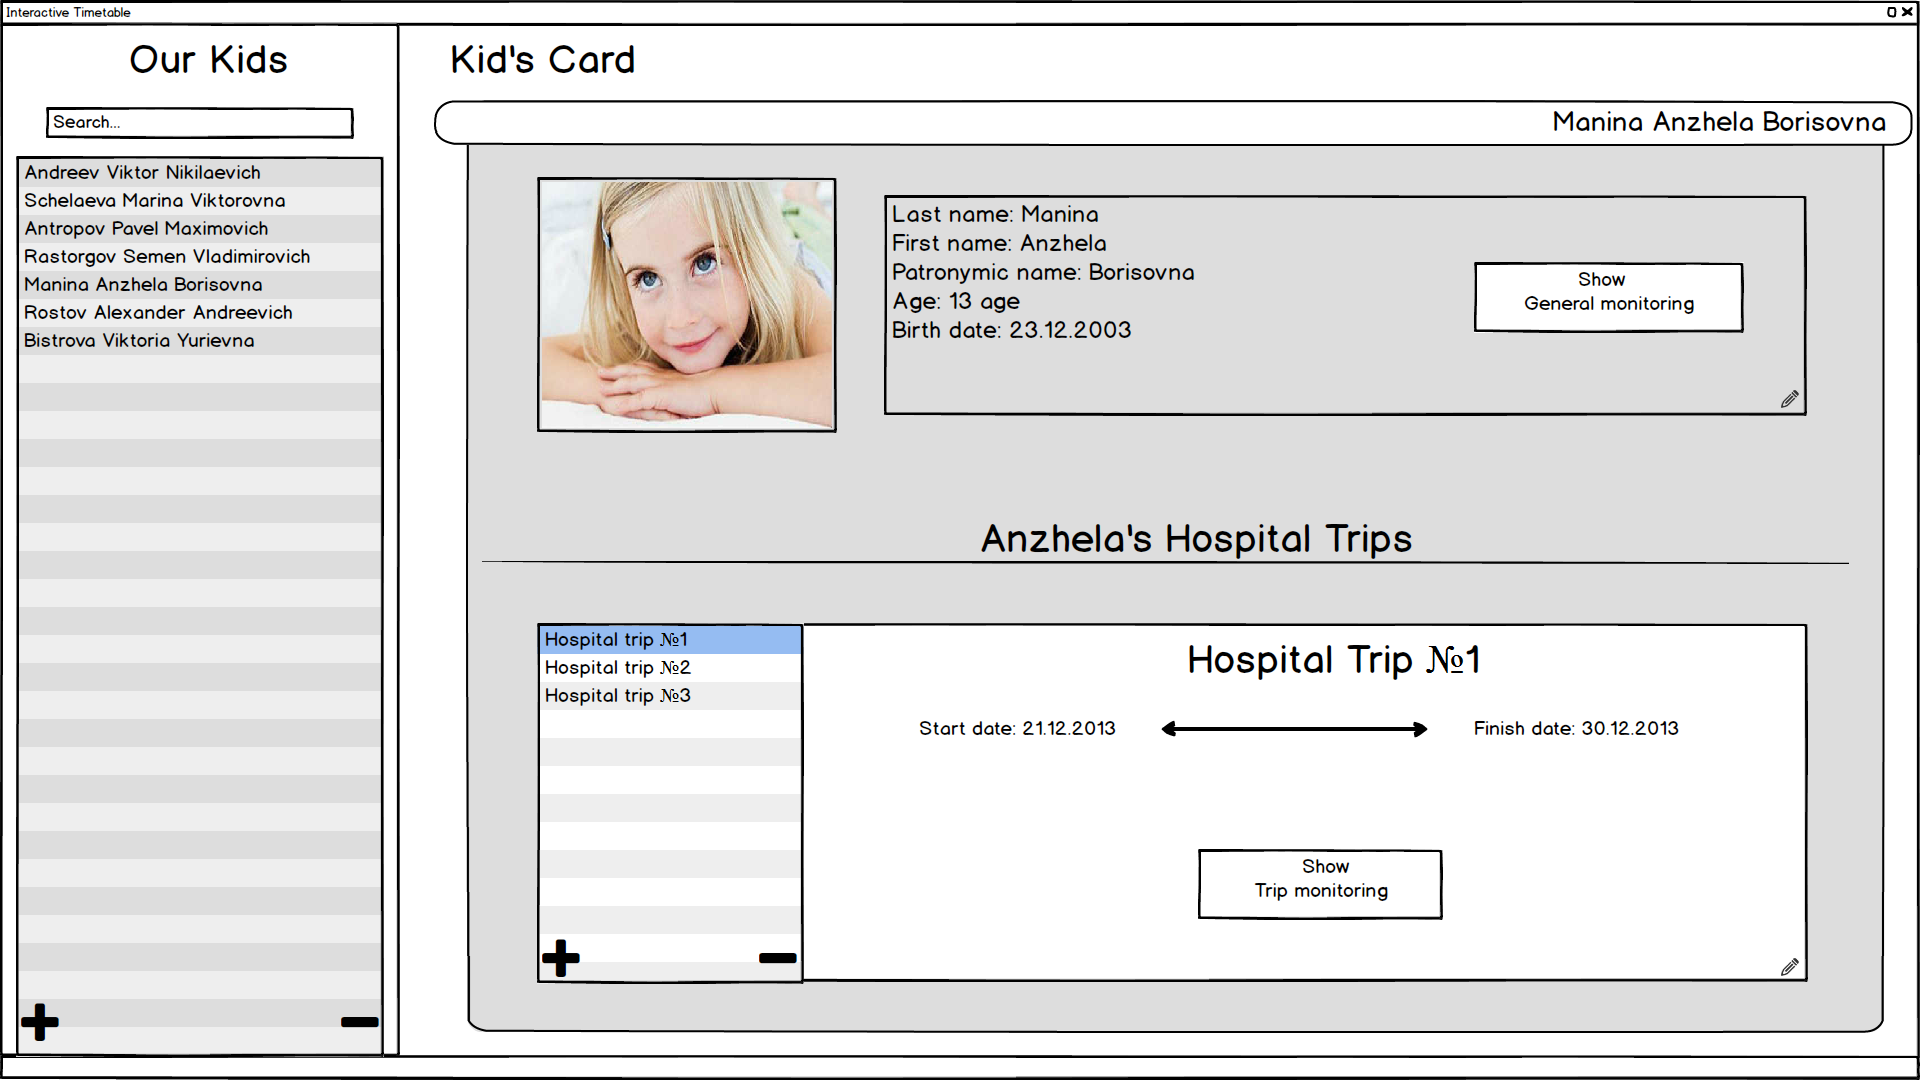 Interactive Timetable
Our Kids
Search...
Andreev Viktor Nikilaevich
Schelaeva Marina Viktorovna
Antropov Pavel Maximovich
Rastorgov Semen Vladimirovich
Manina Anzhela Borisovna
Rostov Alexander Andreevich
Bistrova Viktoria Yurievna
Kid's Card
Manina Anzhela Borisovna
Last name: Manina
First name: Anzhela
Patronymic name: Borisovna
Age: 13 age
Birth date: 23.12.2003
Show
General monitoring
Anzhela's Hospital Trips
Hospital trip №1
Hospital trip №2
Hospital trip №3
Hospital Trip №1
Start date: 21.12.2013
Finish date: 30.12.2013
Show
Trip monitoring